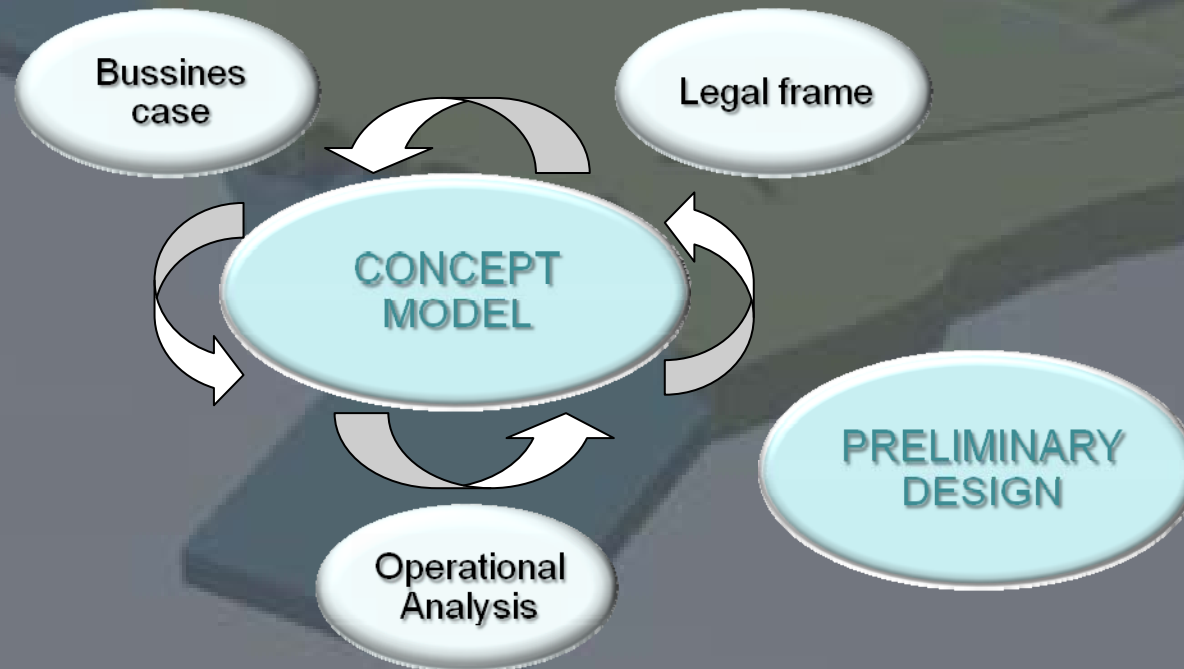 Bussines
case
Legal frame
CONCEPT
MODEL
PRELIMINARY
DESIGN
Operational
Analysis